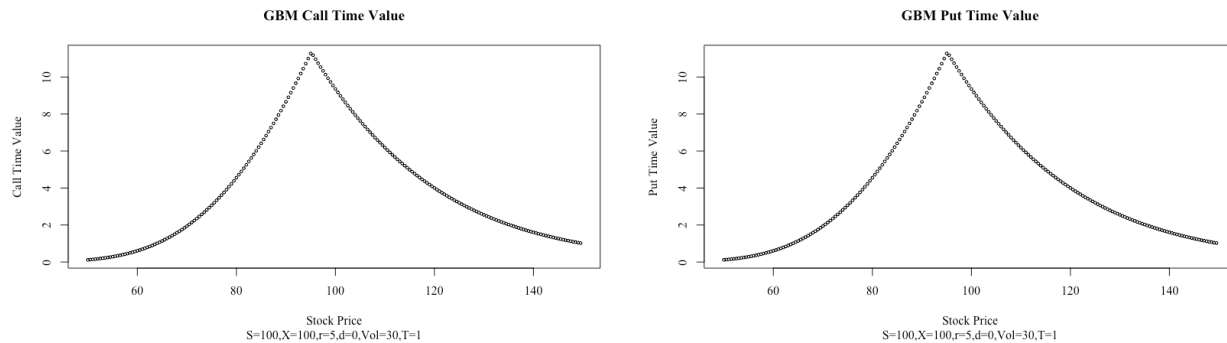 GBM Call Time Value
Call Time Value
10
8
6
4
2
0
60 80 100 120 140
Stock Price
S=100,X=100,r=5,d=0,Vol=30,T=1
GBM Put Time Value
Put Time Value
10
8
6
4
2
0
60 80 100 120 140
Stock Price
S=100,X=100,r=5,d=0,Vol=30,T=1